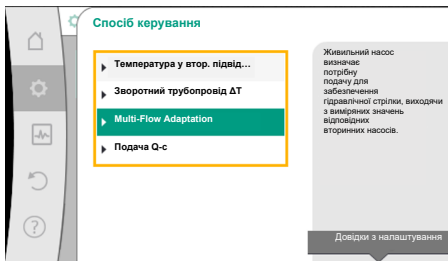 Спосіб керування
Температура у втор. підвід...
Зворотний трубопровід ΔT
Multi-Flow Adaptation
Подача Q-c
Живильний насос
визначає
потрібну
подачу для
забезпечення
гідравлічної стрілки, виходячи
з виміряних значень
відповідних
вторинних насосів.
Довідки з налаштування